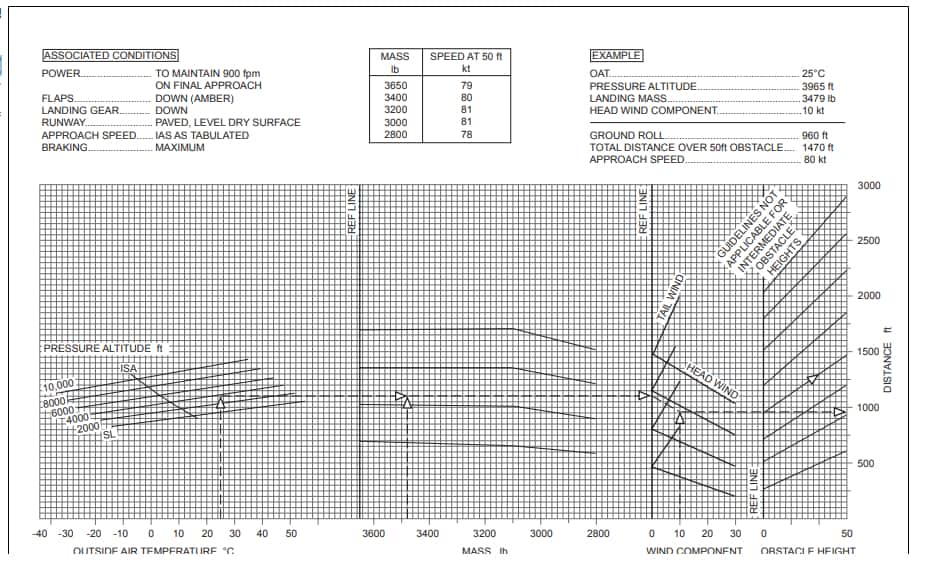 ASSOCIATED CONDITIONS
POWER............ TO MAINTAIN 900 fpm
ON FINAL APPROACH
FLAPS............ DOWN (AMBER)
LANDING GEAR............ DOWN
RUNWAY............ PAVED, LEVEL DRY SURFACE
APPROACH SPEED...... IAS AS TABULATED
BRAKING............ MAXIMUM
MASS SPEED AT 50 ft
lb kt
3650 79
3400 80
3200 81
3000 81
2800 78
EXAMPLE
OAT............ 25°C
PRESSURE ALTITUDE............ 3965 ft
LANDING MASS............ 3479 lb
HEAD WIND COMPONENT............ 10 kt
GROUND ROLL............ 960 ft
TOTAL DISTANCE OVER 50ft OBSTACLE.... 1470 ft
APPROACH SPEED............ 80 kt
REF LINE
REF LINE
GUIDELINES NOT
APPLICABLE FOR
INTERMEDIATE
OBSTACLE
HEIGHTS
TAIL WIND
HEAD WIND
REF LINE
PRESSURE ALTITUDE ft
ISA
10 000
8000
6000
4000
2000
SL
3000
2500
2000
1500
1000
500
DISTANCE ft
-40 -30 -20 -10 0 10 20 30 40 50 3600 3400 3200 3000 2800 0 10 20 30 0 50
OUTSIDE AIR TEMPERATURE °C MASS lb WIND COMPONENT OBSTACLE HEIGHT